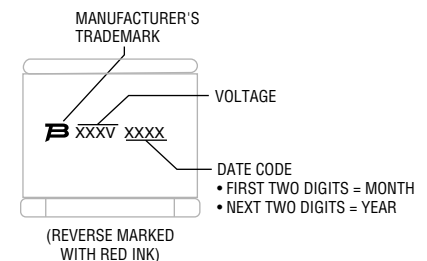 MANUFACTURER'S
TRADEMARK
VOLTAGE
XXXV XXXX
DATE CODE
• FIRST TWO DIGITS = MONTH
• NEXT TWO DIGITS = YEAR
(REVERSE MARKED
WITH RED INK)